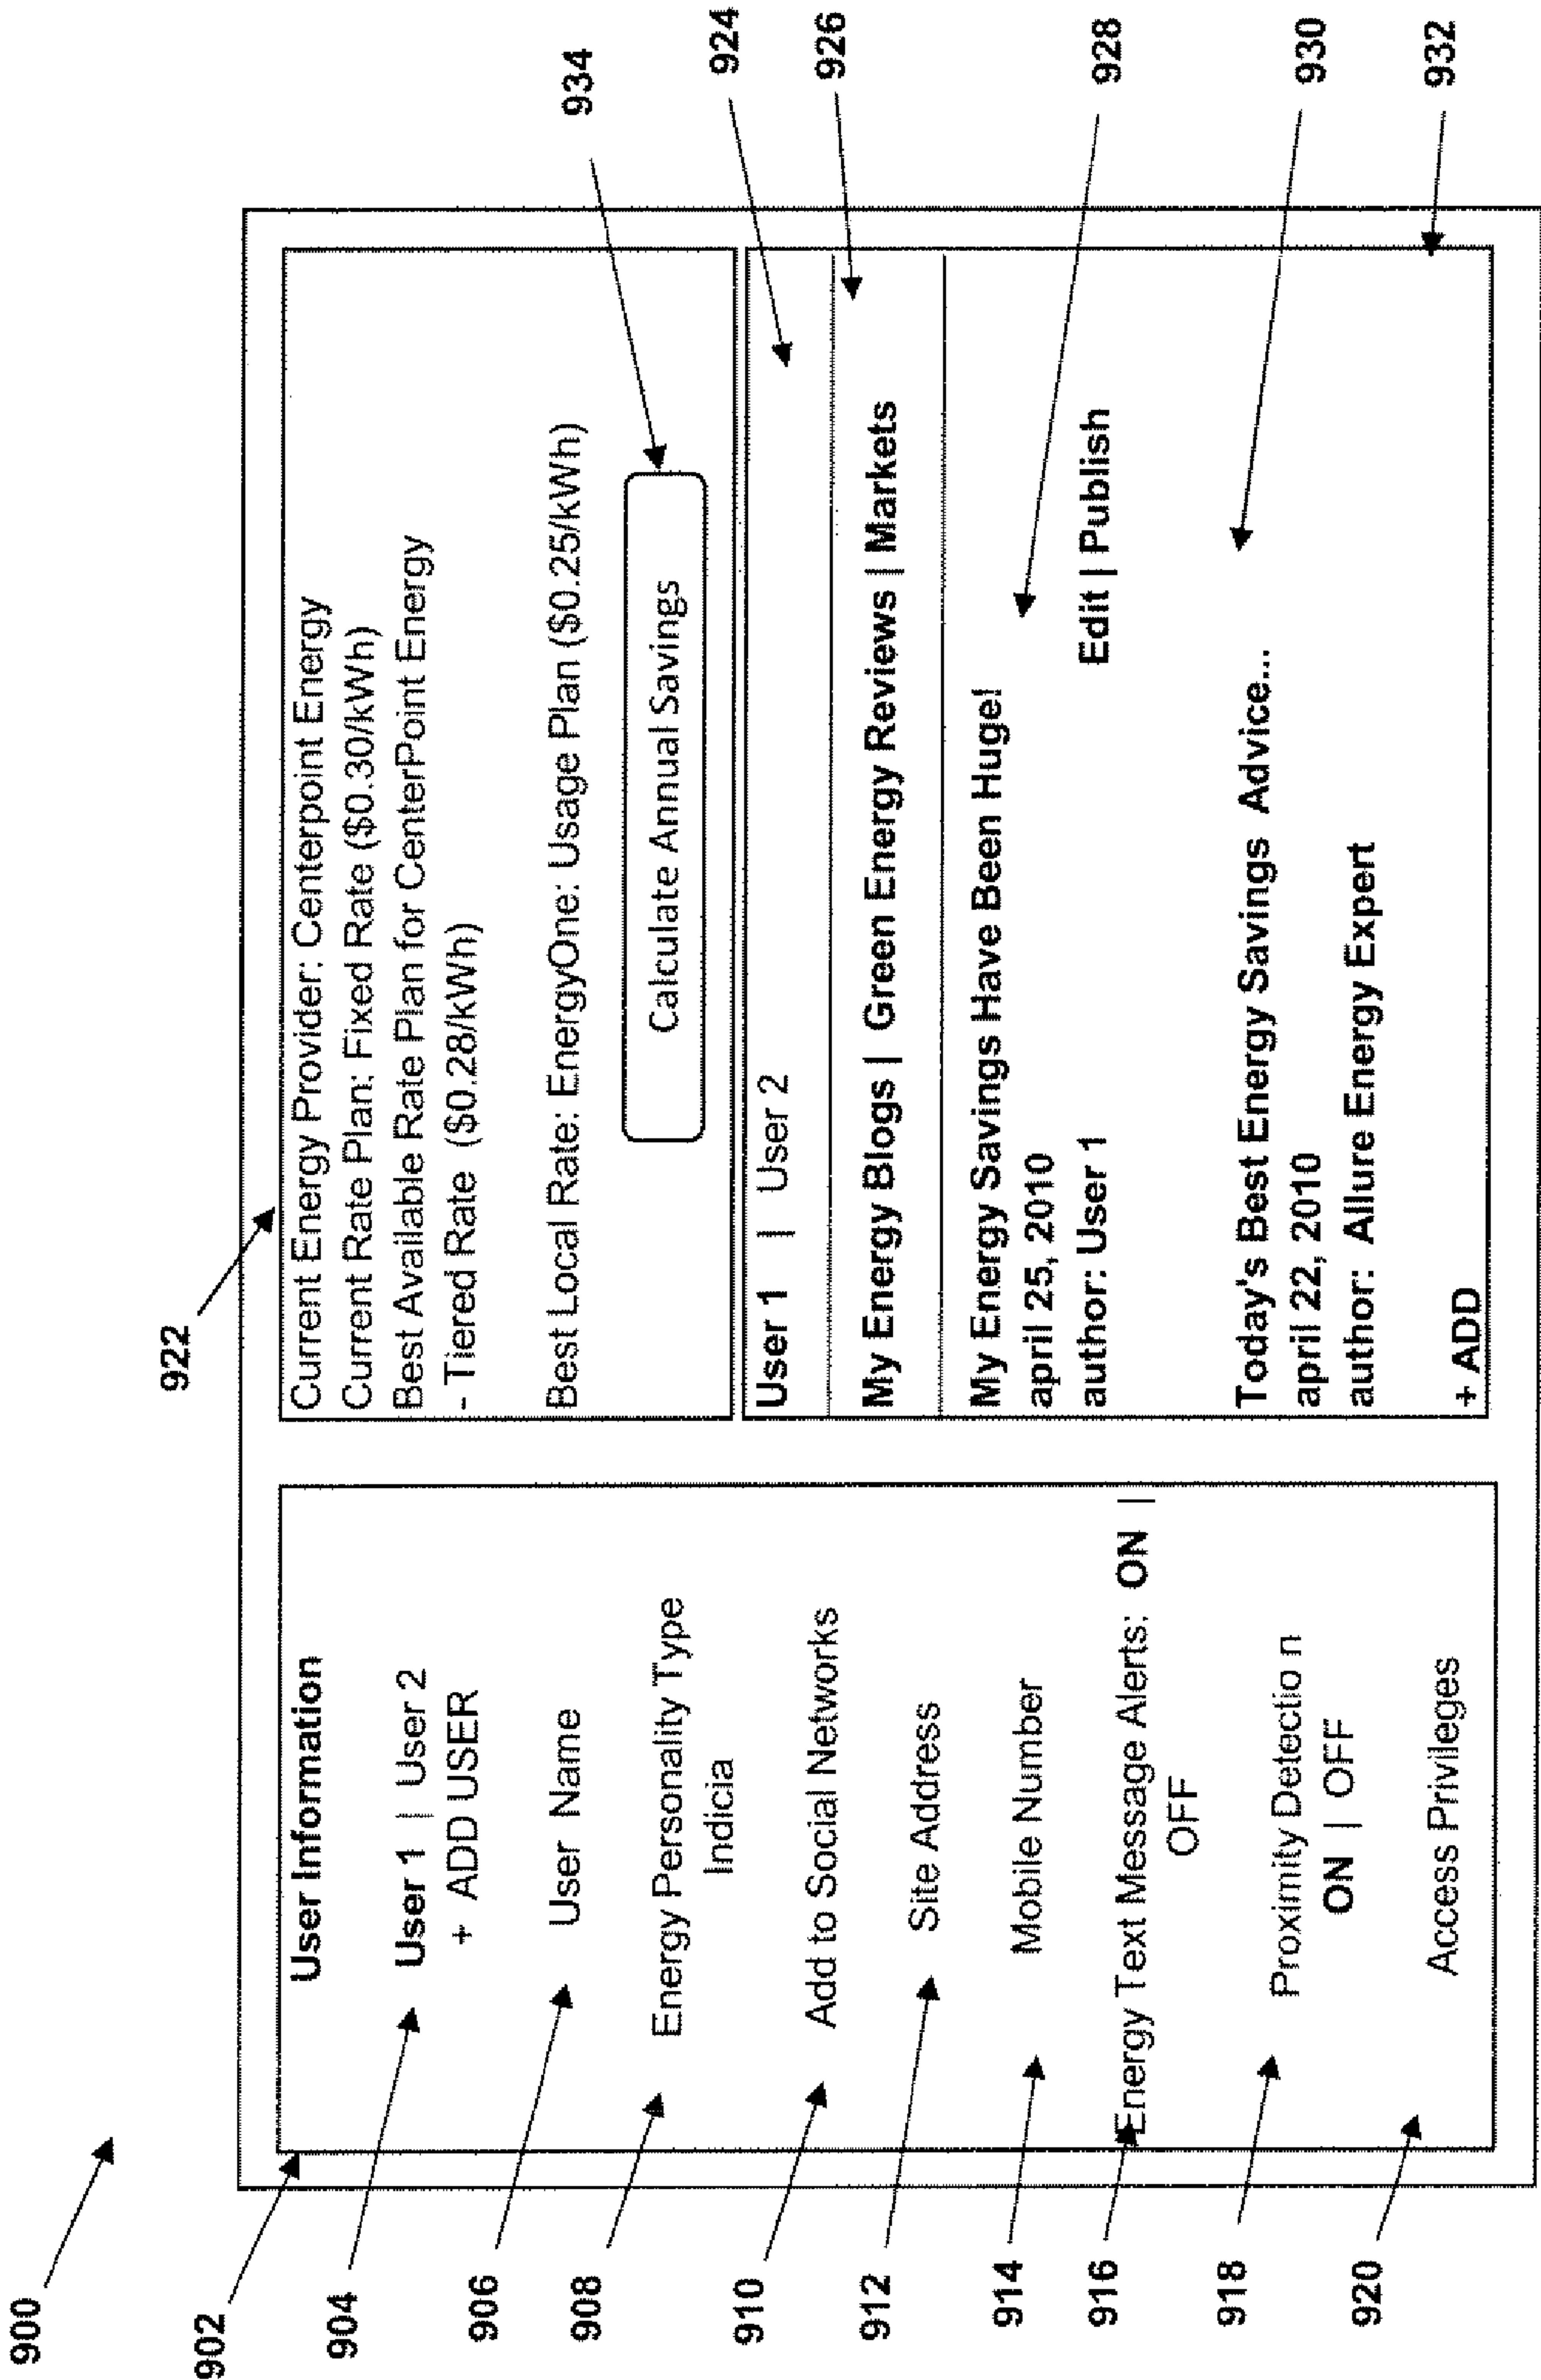 900
902
904
906
908
910
912
914
916
918
920
User Information
User 1 | User 2
+ ADD USER
User Name
Energy Personality Type
Indicia
Add to Social Networks
Site Address
Mobile Number
Energy Text Message Alerts: ON |
OFF
Proximity Detectio n
ON | OFF
Access Privileges
922
Current Energy Provider: Centerpoint Energy
Current Rate Plan: Fixed Rate ($0.30/kWh)
Best Available Rate Plan for CenterPoint Energy
- Tiered Rate ($0.28/kWh)
Best Local Rate: EnergyOne: Usage Plan ($0.25/kWh)
Calculate Annual Savings
User 1 | User 2
My Energy Blogs | Green Energy Reviews | Markets
My Energy Savings Have Been Huge!
april 25, 2010
author: User 1
Edit | Publish
Today's Best Energy Savings Advice...
april 22, 2010
author: Allure Energy Expert
+ ADD
934
924
926
928
930
932